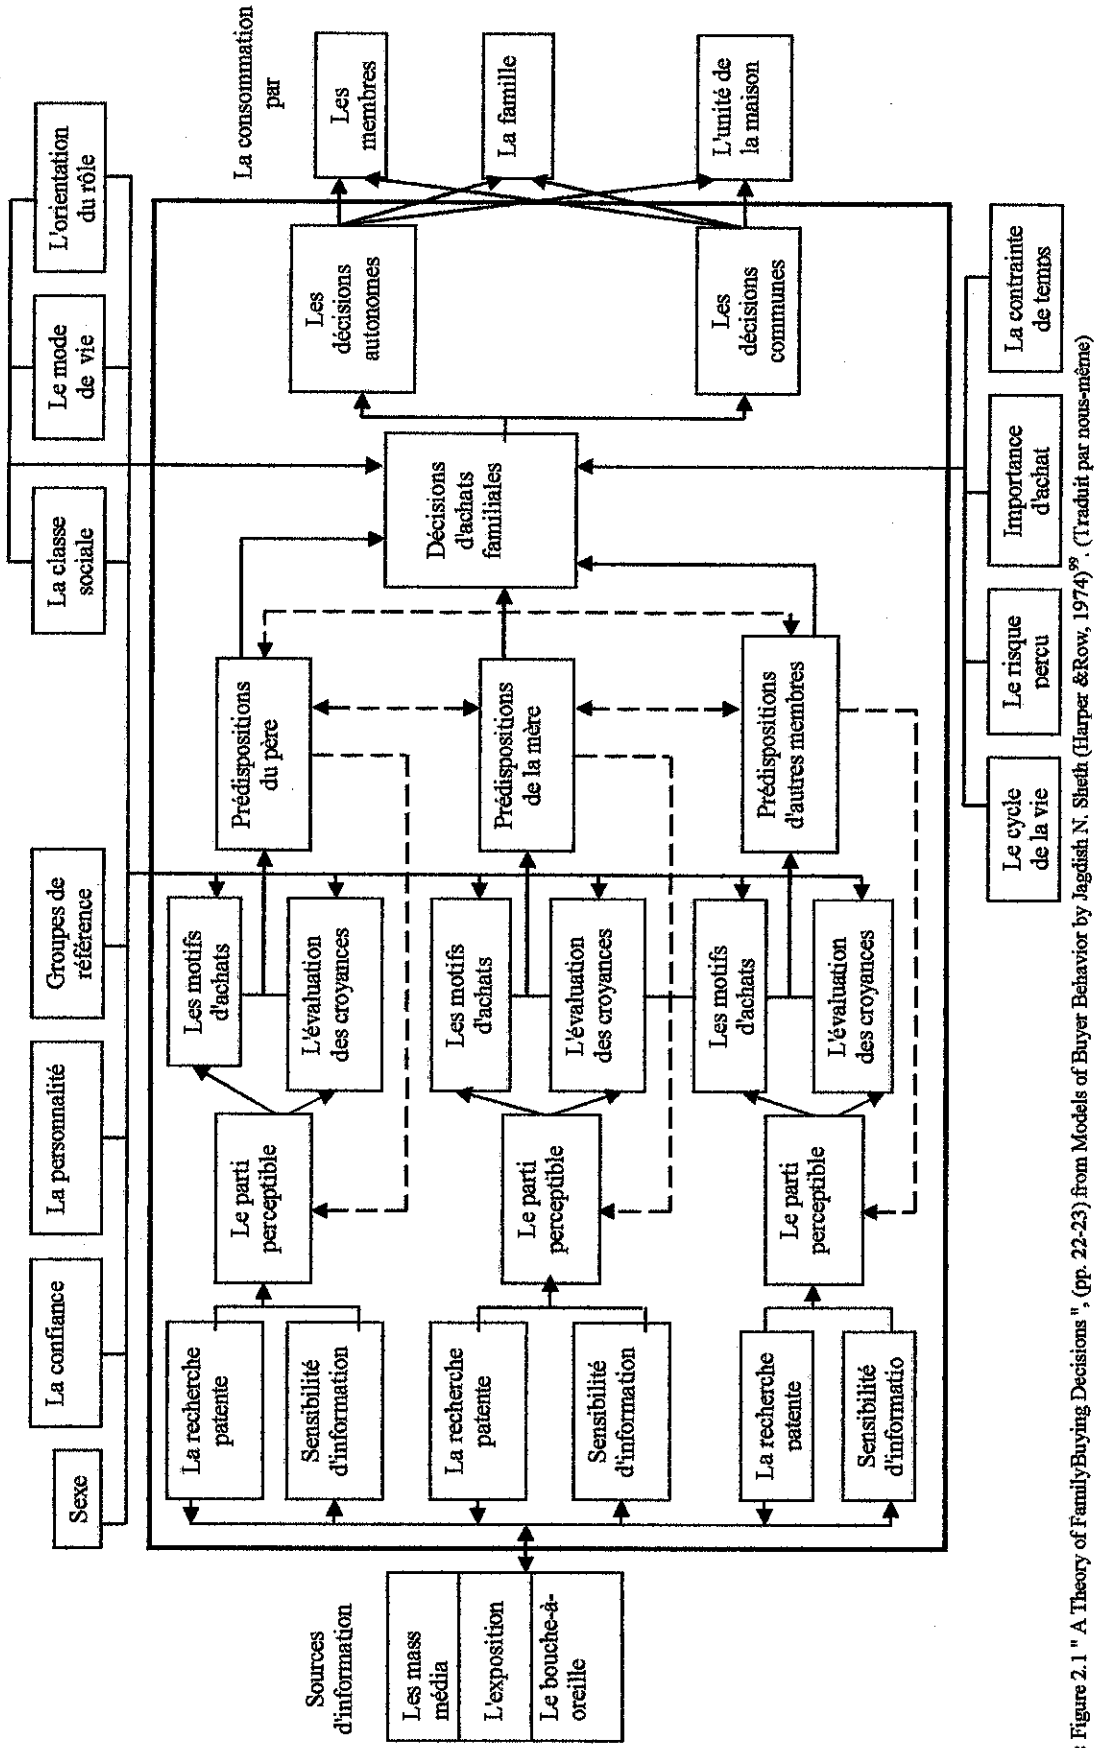 Sexe
La confiance
La personnalité
Groupes de
référence
La classe
sociale
Le mode
de vie
L'orientation
du rôle
Sources
d'information
Les mass
média
L'exposition
Le bouche-à-
oreille
La recherche
patente
Sensibilité
d'information
Le parti
perceptible
Les motifs
d'achats
L'évaluation
des croyances
Prédispositions
du père
La recherche
patente
Sensibilité
d'information
Le parti
perceptible
Les motifs
d'achats
L'évaluation
des croyances
Prédispositions
de la mère
La recherche
patente
Sensibilité
d'informatio
Le parti
perceptible
Les motifs
d'achats
L'évaluation
des croyances
Prédispositions
d'autres membres
Décisions
d'achats
familiales
Les
décisions
autonomes
Les
décisions
communes
La consommation
par
Les
membres
La famille
L'unité de
la maison
Le cycle
de la vie
Le risque
perçu
Importance
d'achat
La contrainte
de temps
: Figure 2.1 " A Theory of FamilyBuying Decisions ", (pp. 22-23) from Models of Buyer Behavior by Jagdish N. Sheth (Harper &Row, 1974)⁹⁹. (Traduit par nous-même)